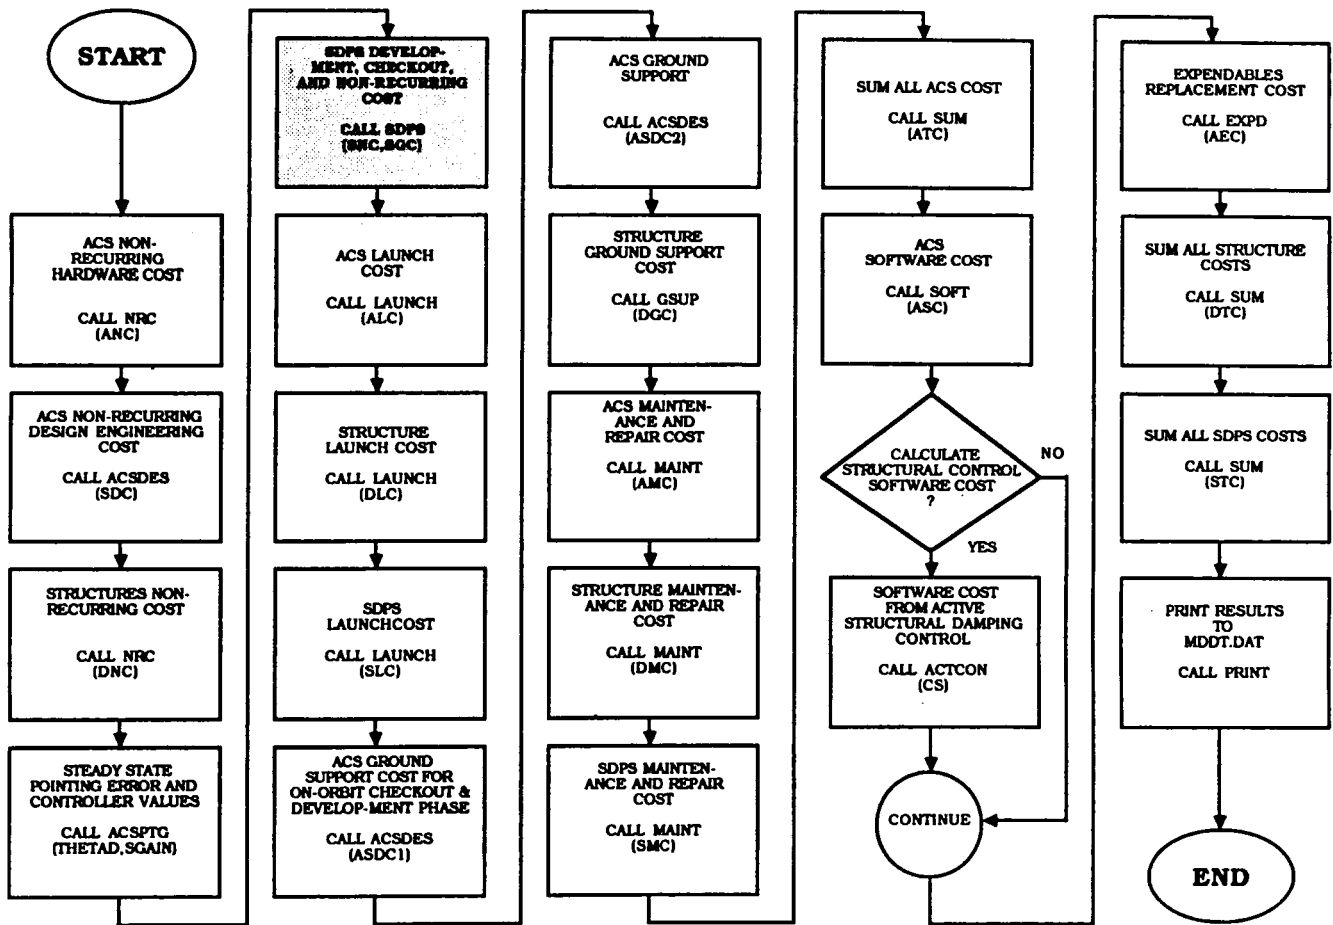 START
ACS NON-
RECURRING
HARDWARE COST
CALL NRC
(ANC)
ACS NON-RECURRING
DESIGN ENGINEERING
COST
CALL ACSDES
(SDC)
STRUCTURES NON-
RECURRING COST
CALL NRC
(DNC)
STEADY STATE
POINTING ERROR AND
CONTROLLER VALUES
CALL ACSPTG
(THETAD,SGAIN)
SDPS DEVELOP-
MENT, CHECKOUT,
AND NON-RECURRING
COST
CALL SDPS
(SNC,SGC)
ACS LAUNCH
COST
CALL LAUNCH
(ALC)
STRUCTURE
LAUNCH COST
CALL LAUNCH
(DLC)
SDPS
LAUNCHCOST
CALL LAUNCH
(SLC)
ACS GROUND
SUPPORT COST FOR
ON-ORBIT CHECKOUT &
DEVELOP-MENT PHASE
CALL ACSDES
(ASDC1)
ACS GROUND
SUPPORT
CALL ACSDES
(ASDC2)
STRUCTURE
GROUND SUPPORT
COST
CALL GSUP
(DGC)
ACS MAINTEN-
ANCE AND
REPAIR COST
CALL MAINT
(AMC)
STRUCTURE MAINTEN-
ANCE AND REPAIR
COST
CALL MAINT
(DMC)
SDPS MAINTEN-
ANCE AND REPAIR
COST
CALL MAINT
(SMC)
SUM ALL ACS COST
CALL SUM
(ATC)
ACS
SOFTWARE COST
CALL SOFT
(ASC)
CALCULATE
STRUCTURAL CONTROL
SOFTWARE COST
?
NO
YES
SOFTWARE COST
FROM ACTIVE
STRUCTURAL DAMPING
CONTROL
CALL ACTCON
(CS)
CONTINUE
EXPENDABLES
REPLACEMENT COST
CALL EXPD
(AEC)
SUM ALL STRUCTURE
COSTS
CALL SUM
(DTC)
SUM ALL SDPS COSTS
CALL SUM
(STC)
PRINT RESULTS
TO
MDDT.DAT
CALL PRINT
END